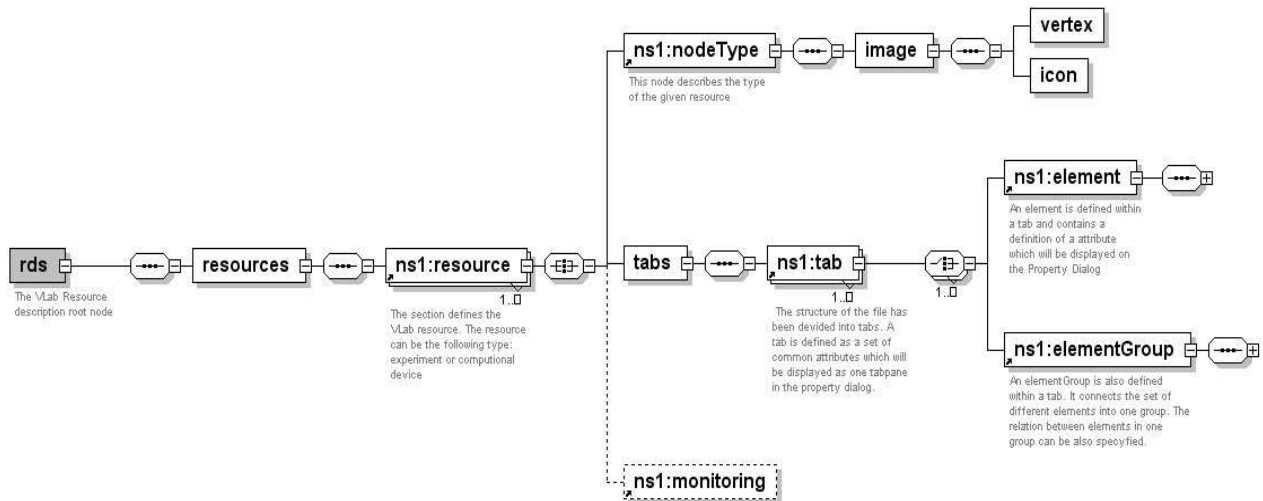 vertex
ns1:nodeType
image
icon
This node describes the type
of the given resource
ns1:element
An element is defined within
a tab and contains a
definition of a attribute
which will be displayed on
the Property Dialog
rds
resources
ns1:resource
tabs
ns1:tab
1..
1..
1..
The VLab Resource
description root node
The section defines the
VLab resource. The resource
can be the following type:
experiment or computional
device
The structure of the file has
been devided into tabs. A
tab is defined as a set of
common attributes which will
be displayed as one tabpane
in the property dialog.
ns1:elementGroup
An elementGroup is also defined
within a tab. It connects the set of
different elements into one group. The
relation between elements in one
group can be also specyfied.
ns1:monitoring